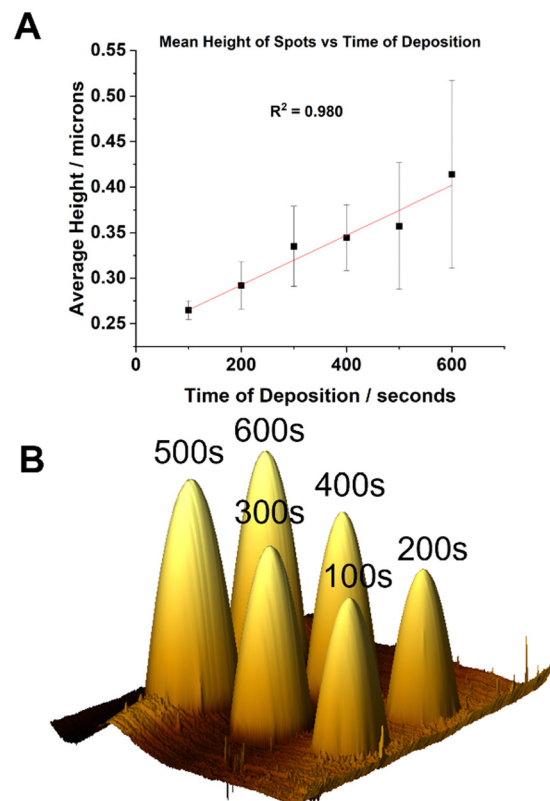 A
Mean Height of Spots vs Time of Deposition
R² = 0.980
Average Height / microns
0.55
0.50
0.45
0.40
0.35
0.30
0.25
0 200 400 600
Time of Deposition / seconds
B
600s
500s
400s
300s
200s
100s